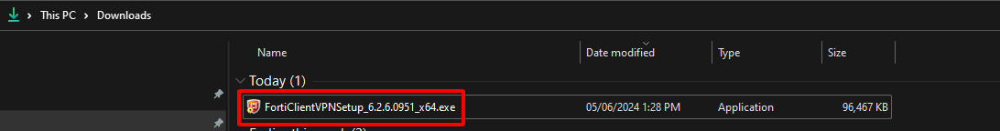 This PC > Downloads
Name Date modified Type Size
Today (1)
FortiClientVPNSetup_6.2.6.0951_x64.exe 05/06/2024 1:28 PM Application 96,467 KB